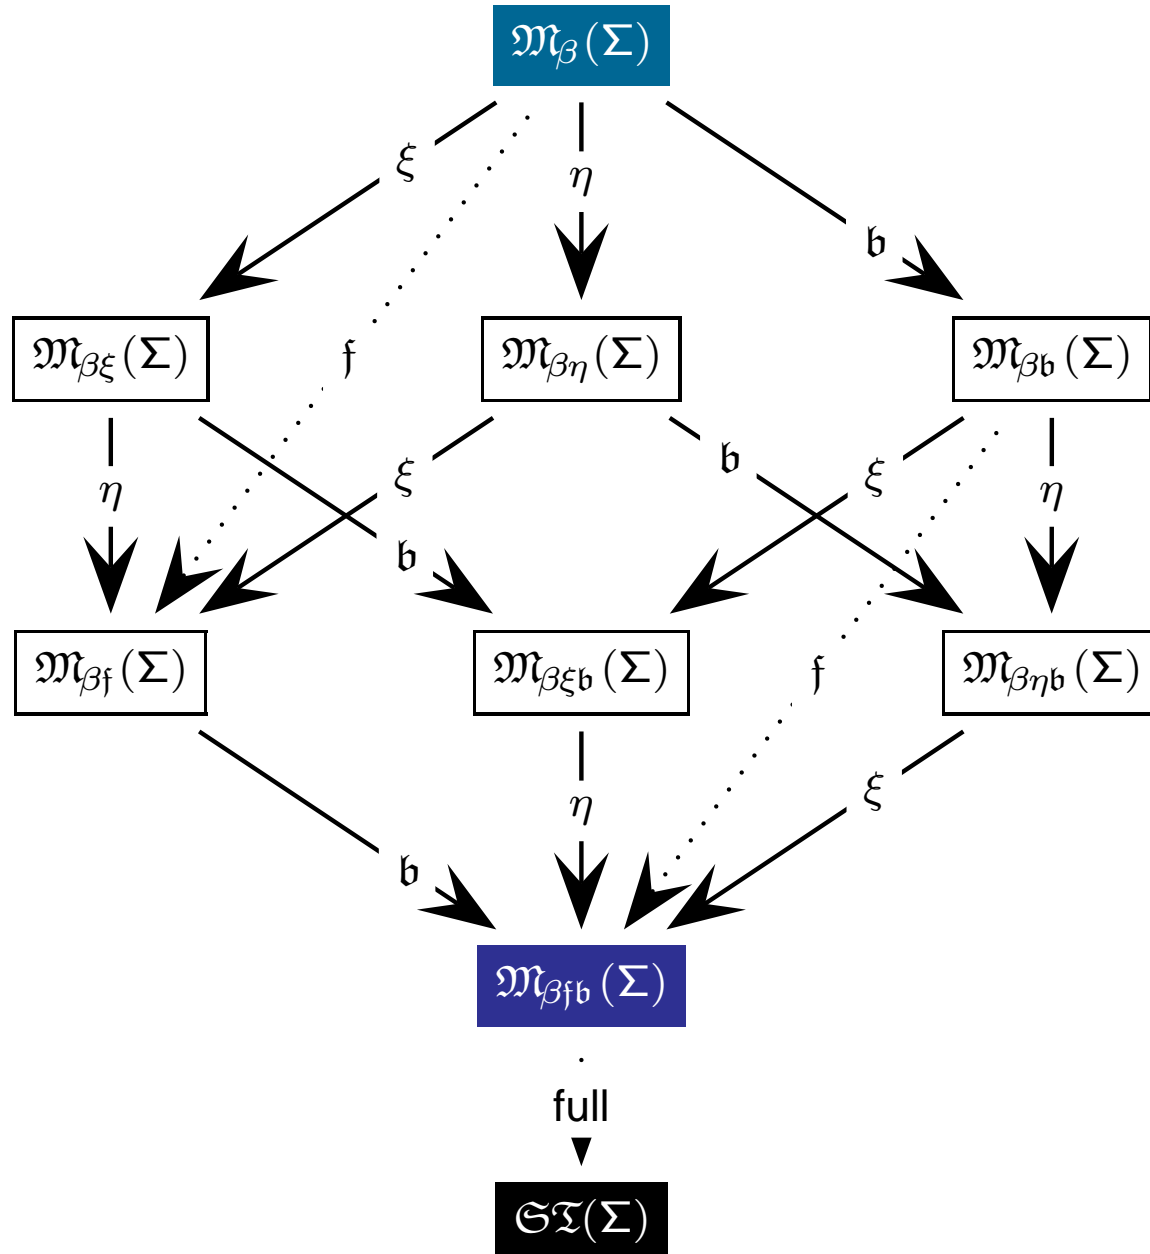 𝔐β(Σ)
ξ
η
𝔟
𝔐βξ(Σ) 𝔐βη(Σ) 𝔐β𝔟(Σ)
𝔣
η ξ 𝔟 ξ η
𝔟
𝔐β𝔣(Σ) 𝔐βξ𝔟(Σ) 𝔐βη𝔟(Σ)
𝔣
η ξ
𝔟
𝔐β𝔣𝔟(Σ)
full
𝔖𝔗(Σ)